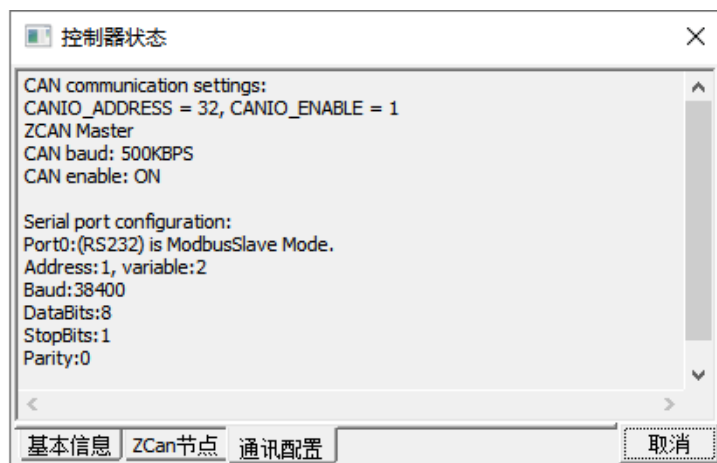 控制器状态
CAN communication settings:
CANIO_ADDRESS = 32, CANIO_ENABLE = 1
ZCAN Master
CAN baud: 500KBPS
CAN enable: ON
Serial port configuration:
Port0:(RS232) is ModbusSlave Mode.
Address:1, variable:2
Baud:38400
DataBits:8
StopBits:1
Parity:0
基本信息 ZCan节点 通讯配置 取消